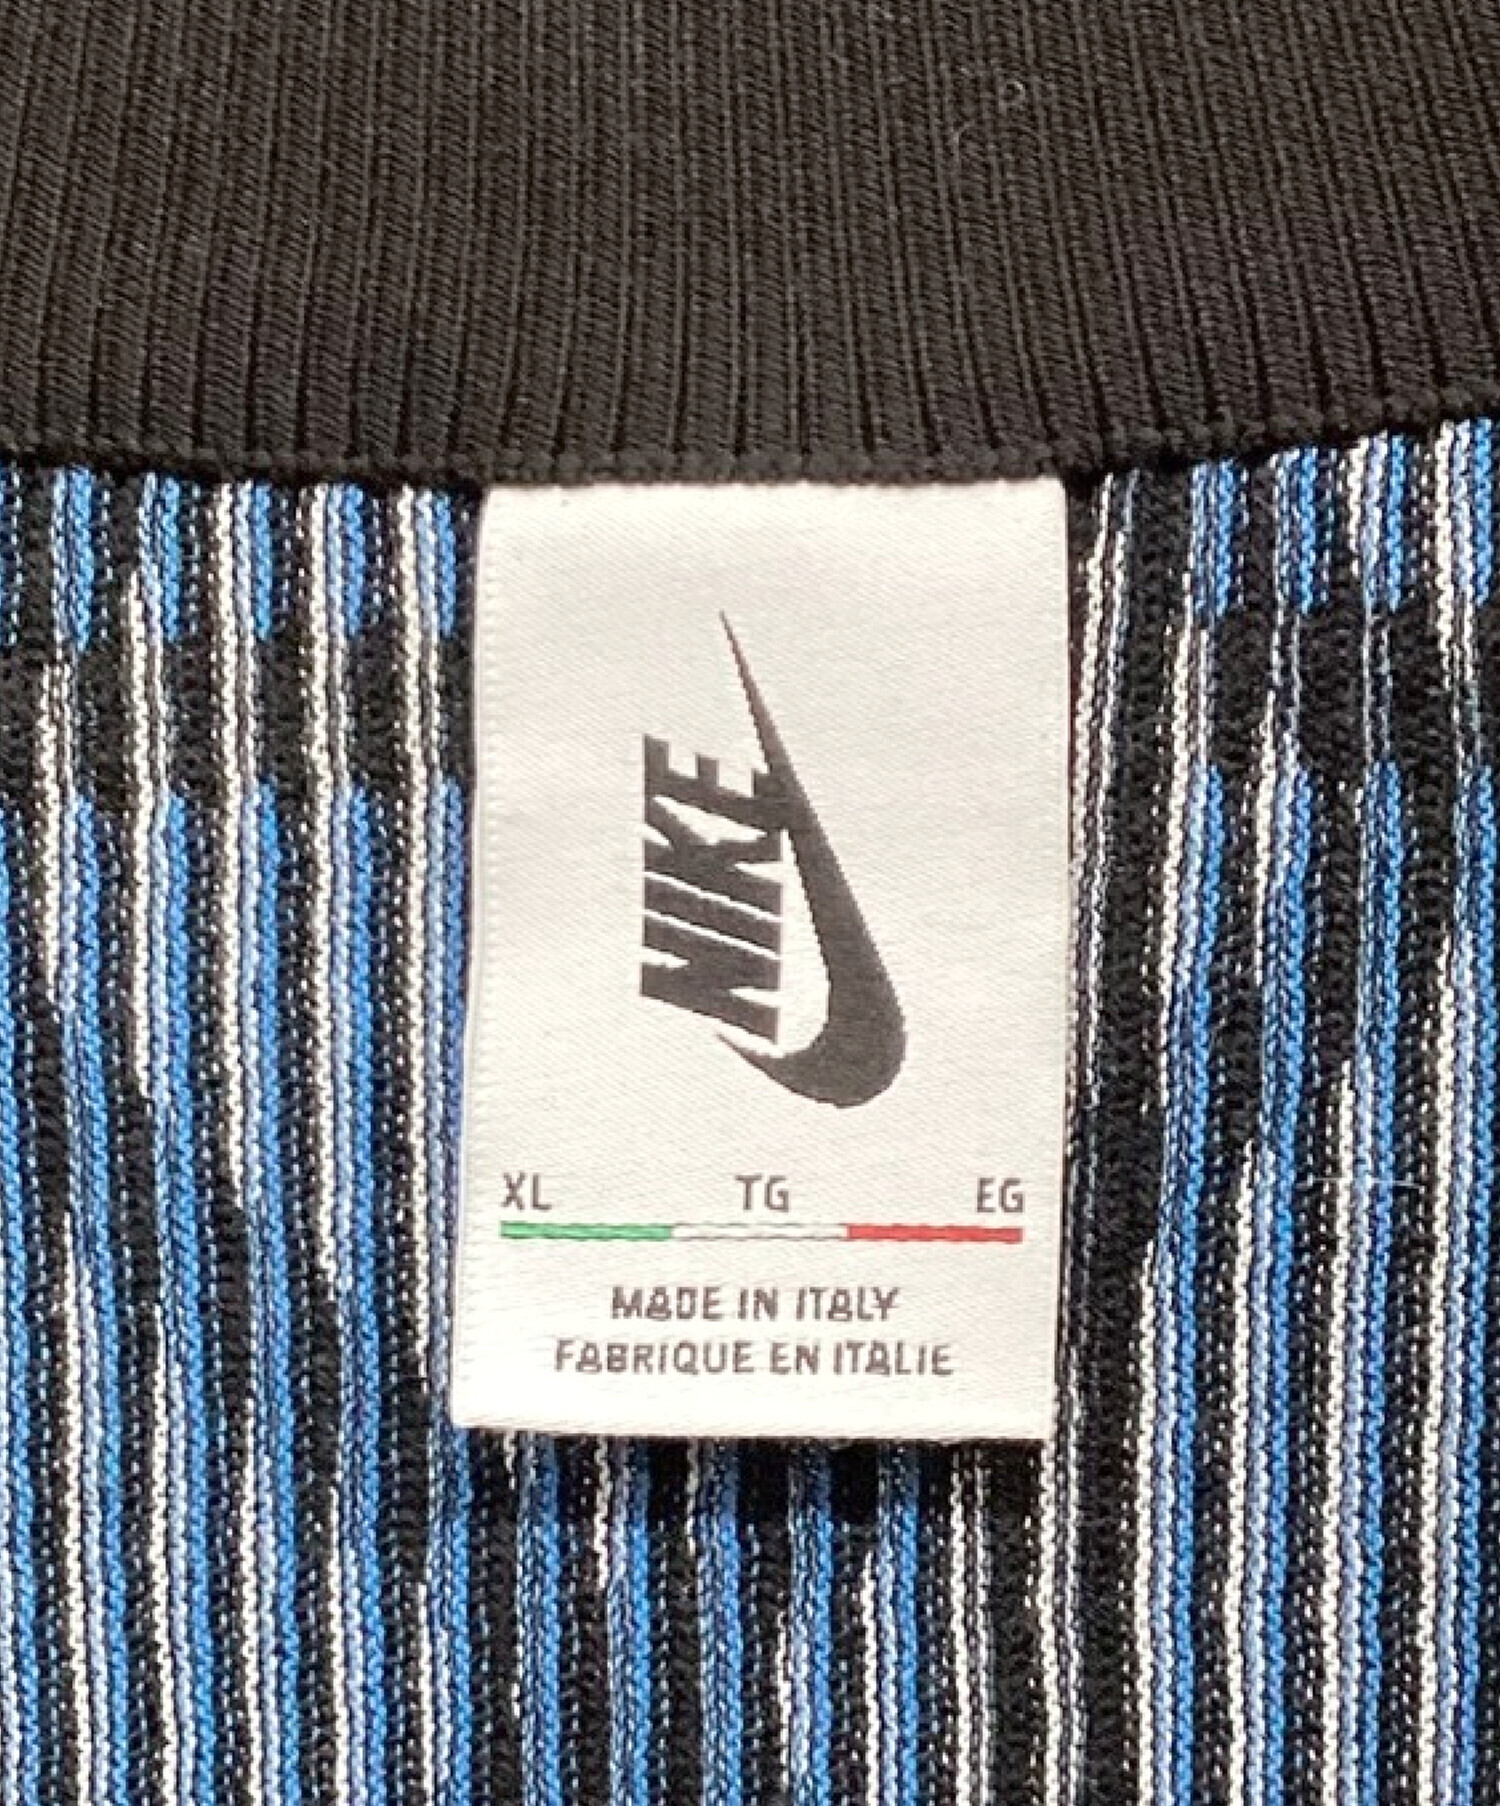 NIKE
XL TG EG
MADE IN ITALY
FABRIQUE EN ITALIE